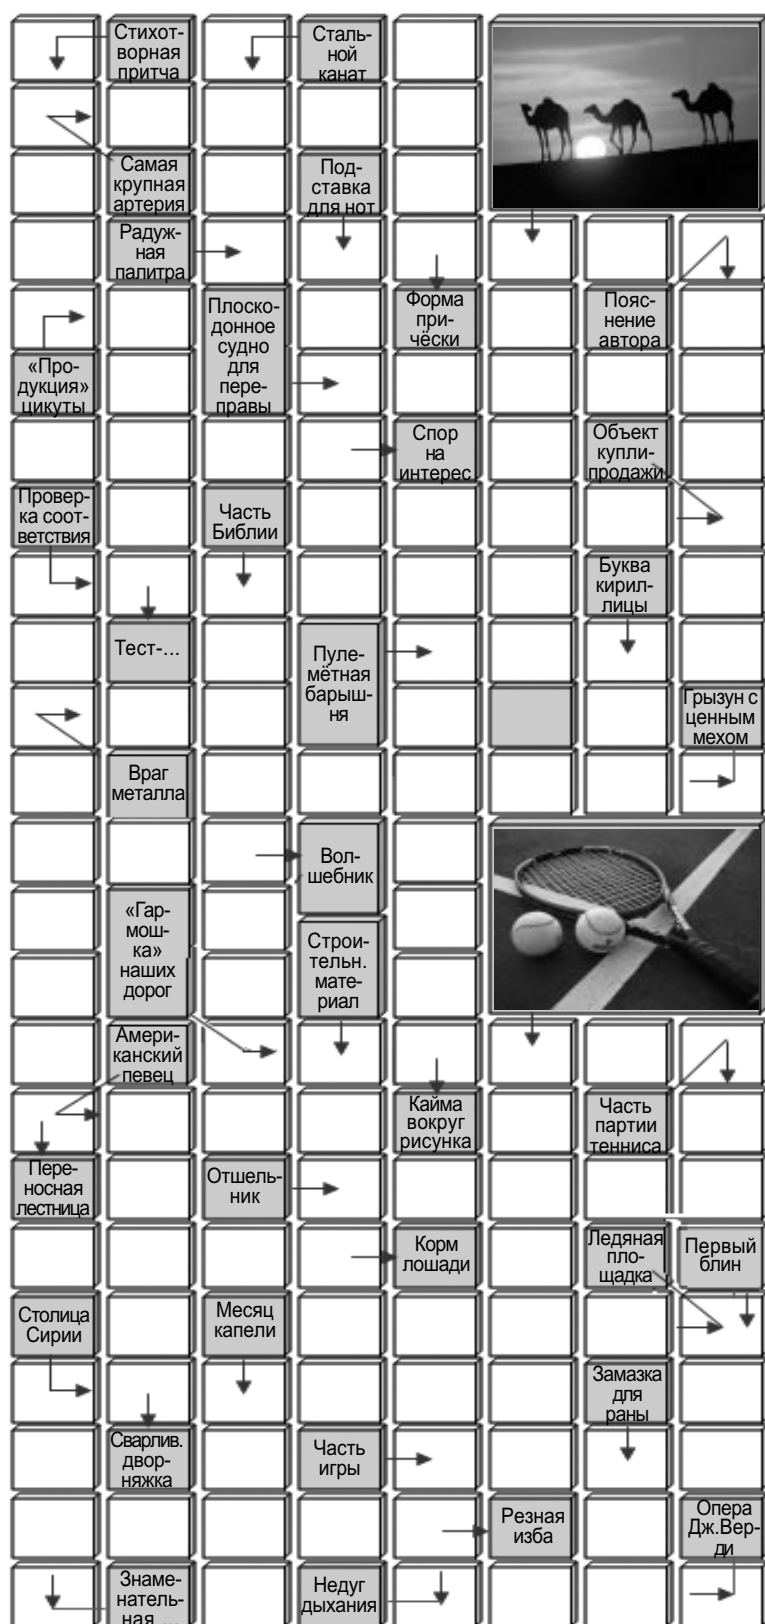 Стихот-
ворная
притча
Сталь-
ной
канат
Самая
крупная
артерия
Под-
ставка
для нот
Радуж-
ная
палитра
Плоско-
донное
судно
для
пере-
правы
Форма
при-
чёски
Пояс-
нение
автора
«Про-
дукция»
цикуты
Спор
на
интерес
Объект
купли-
продажи
Провер-
ка соот-
ветствия
Часть
Библии
Буква
кирил-
лицы
Тест-...
Пуле-
мётная
барыш-
ня
Грызун с
ценным
мехом
Враг
металла
Вол-
шебник
«Гар-
мош-
ка»
наших
дорог
Строи-
тельн.
мате-
риал
Амери-
канский
певец
Кайма
вокруг
рисунка
Часть
партии
тенниса
Пере-
носная
лестница
Отшель-
ник
Корм
лошади
Ледяная
пло-
щадка
Первый
блин
Столица
Сирии
Месяц
капели
Замазка
для
раны
Сварлив.
двор-
няжка
Часть
игры
Резная
изба
Опера
Дж.Вер-
ди
Знаме-
натель-
ная ...
Недуг
дыхания